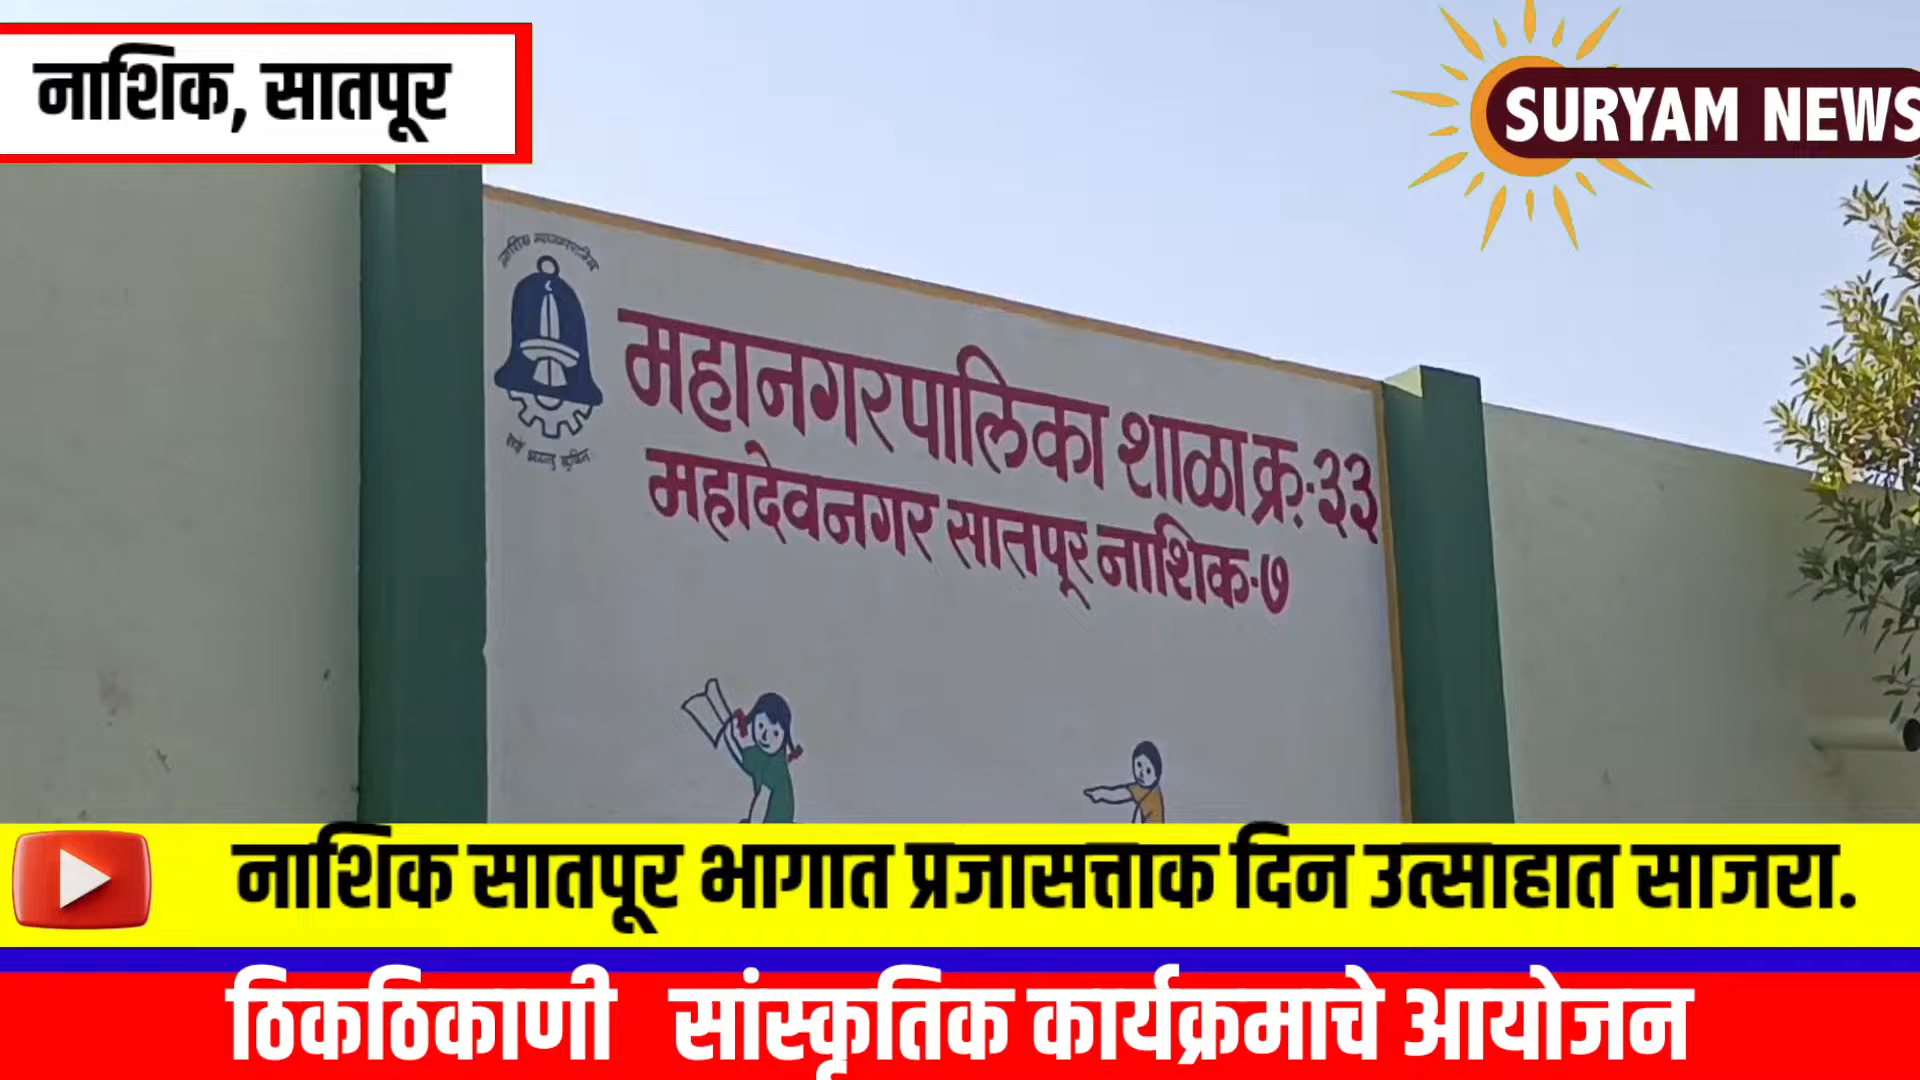 नाशिक, सातपूर
SURYAM NEWS
महानगरपालिका शाळा क्र.३३
महादेवनगर सातपूर नाशिक-७
नाशिक सातपूर भागात प्रजासत्ताक दिन उत्साहात साजरा.
ठिकठिकाणी सांस्कृतिक कार्यक्रमाचे आयोजन